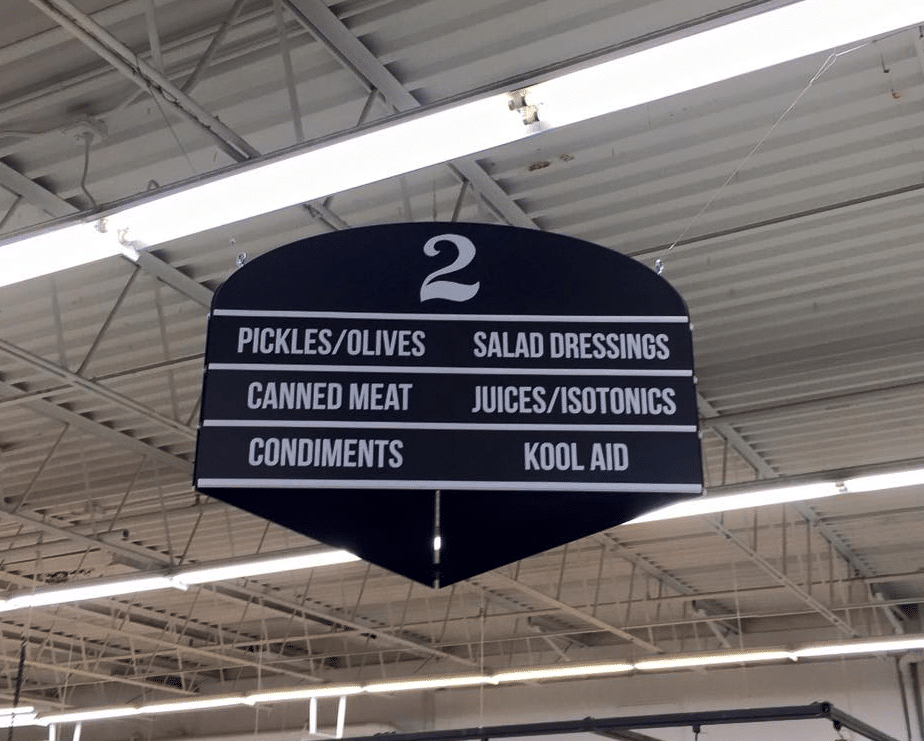 2
PICKLES/OLIVES SALAD DRESSINGS
CANNED MEAT JUICES/ISOTONICS
CONDIMENTS KOOL AID